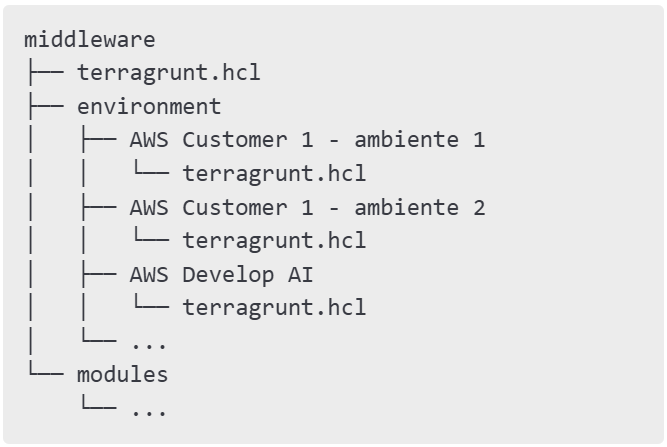 middleware
├── terragrunt.hcl
├── environment
│   ├── AWS Customer 1 - ambiente 1
│   │   └── terragrunt.hcl
│   ├── AWS Customer 1 - ambiente 2
│   │   └── terragrunt.hcl
│   ├── AWS Develop AI
│   │   └── terragrunt.hcl
│   └── ...
└── modules
    └── ...